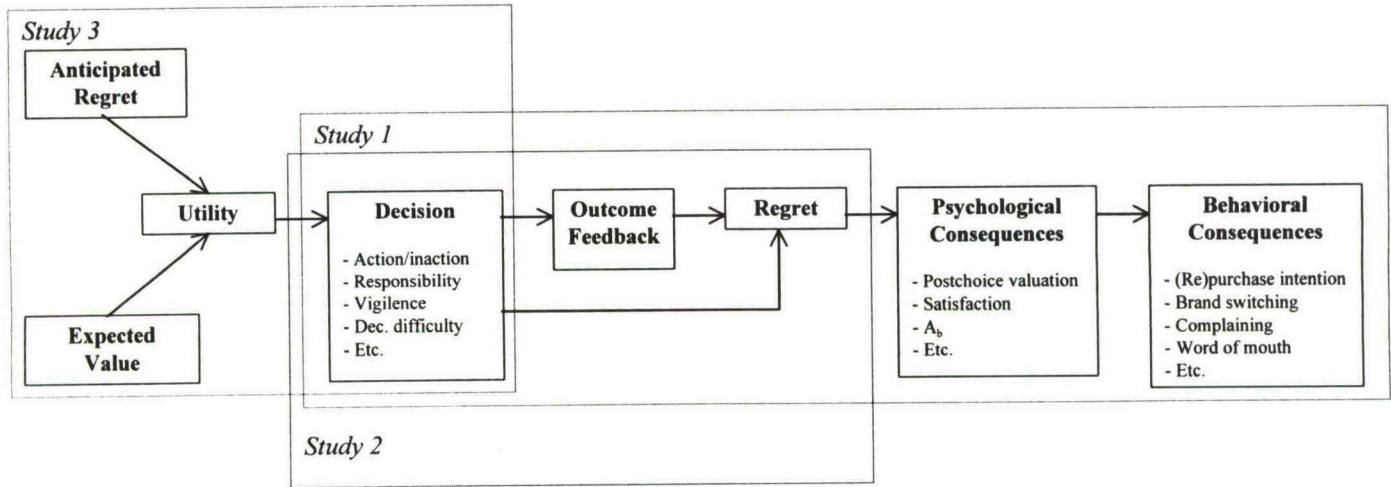 Study 3
Anticipated
Regret
Study 1
Utility
Decision
- Action/inaction
- Responsibility
- Vigilence
- Dec. difficulty
- Etc.
Outcome
Feedback
Regret
Psychological
Consequences
- Postchoice valuation
- Satisfaction
- A_b
- Etc.
Behavioral
Consequences
- (Re)purchase intention
- Brand switching
- Complaining
- Word of mouth
- Etc.
Expected
Value
Study 2